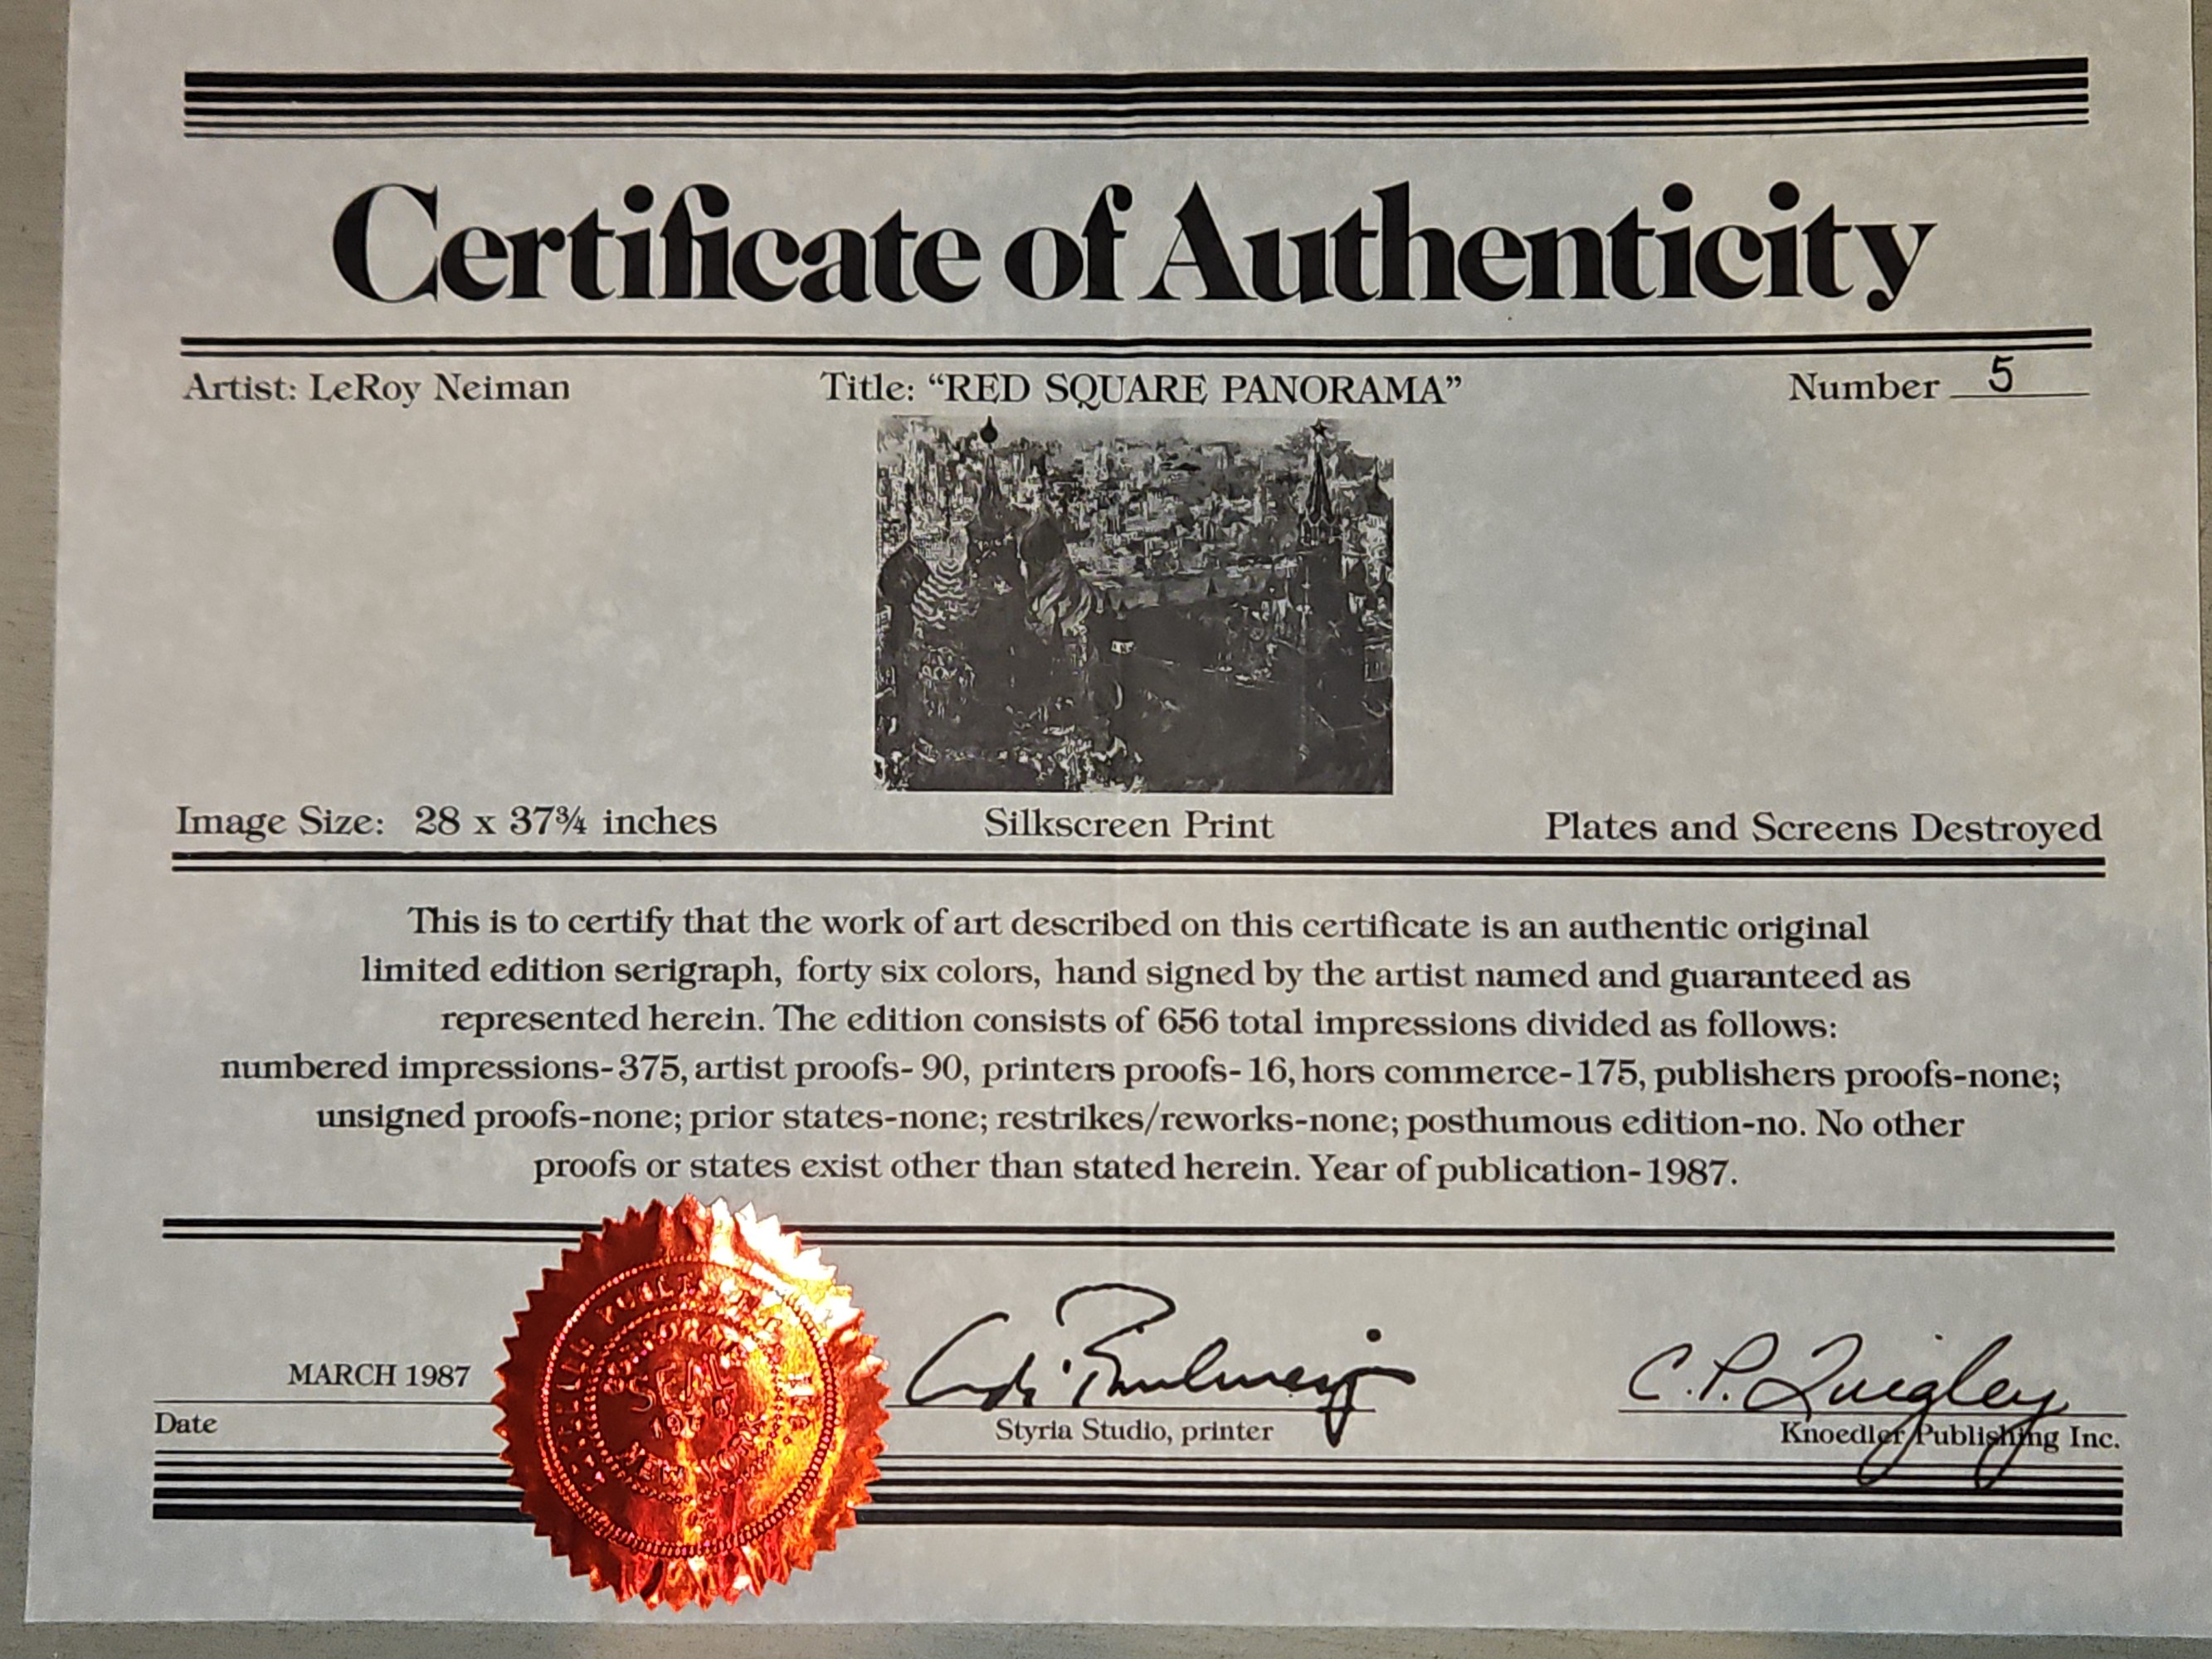 Certificate of Authenticity
Artist: LeRoy Neiman Title: “RED SQUARE PANORAMA” Number 5
Image Size: 28 x 37¾ inches Silkscreen Print Plates and Screens Destroyed
This is to certify that the work of art described on this certificate is an authentic original
limited edition serigraph, forty six colors, hand signed by the artist named and guaranteed as
represented herein. The edition consists of 656 total impressions divided as follows:
numbered impressions-375, artist proofs- 90, printers proofs- 16, hors commerce-175, publishers proofs-none;
unsigned proofs-none; prior states-none; restrikes/reworks-none; posthumous edition-no. No other
proofs or states exist other than stated herein. Year of publication- 1987.
SEAL
NEW YORK
C.P. Quigley
MARCH 1987
Date Styria Studio, printer Knoedler Publishing Inc.